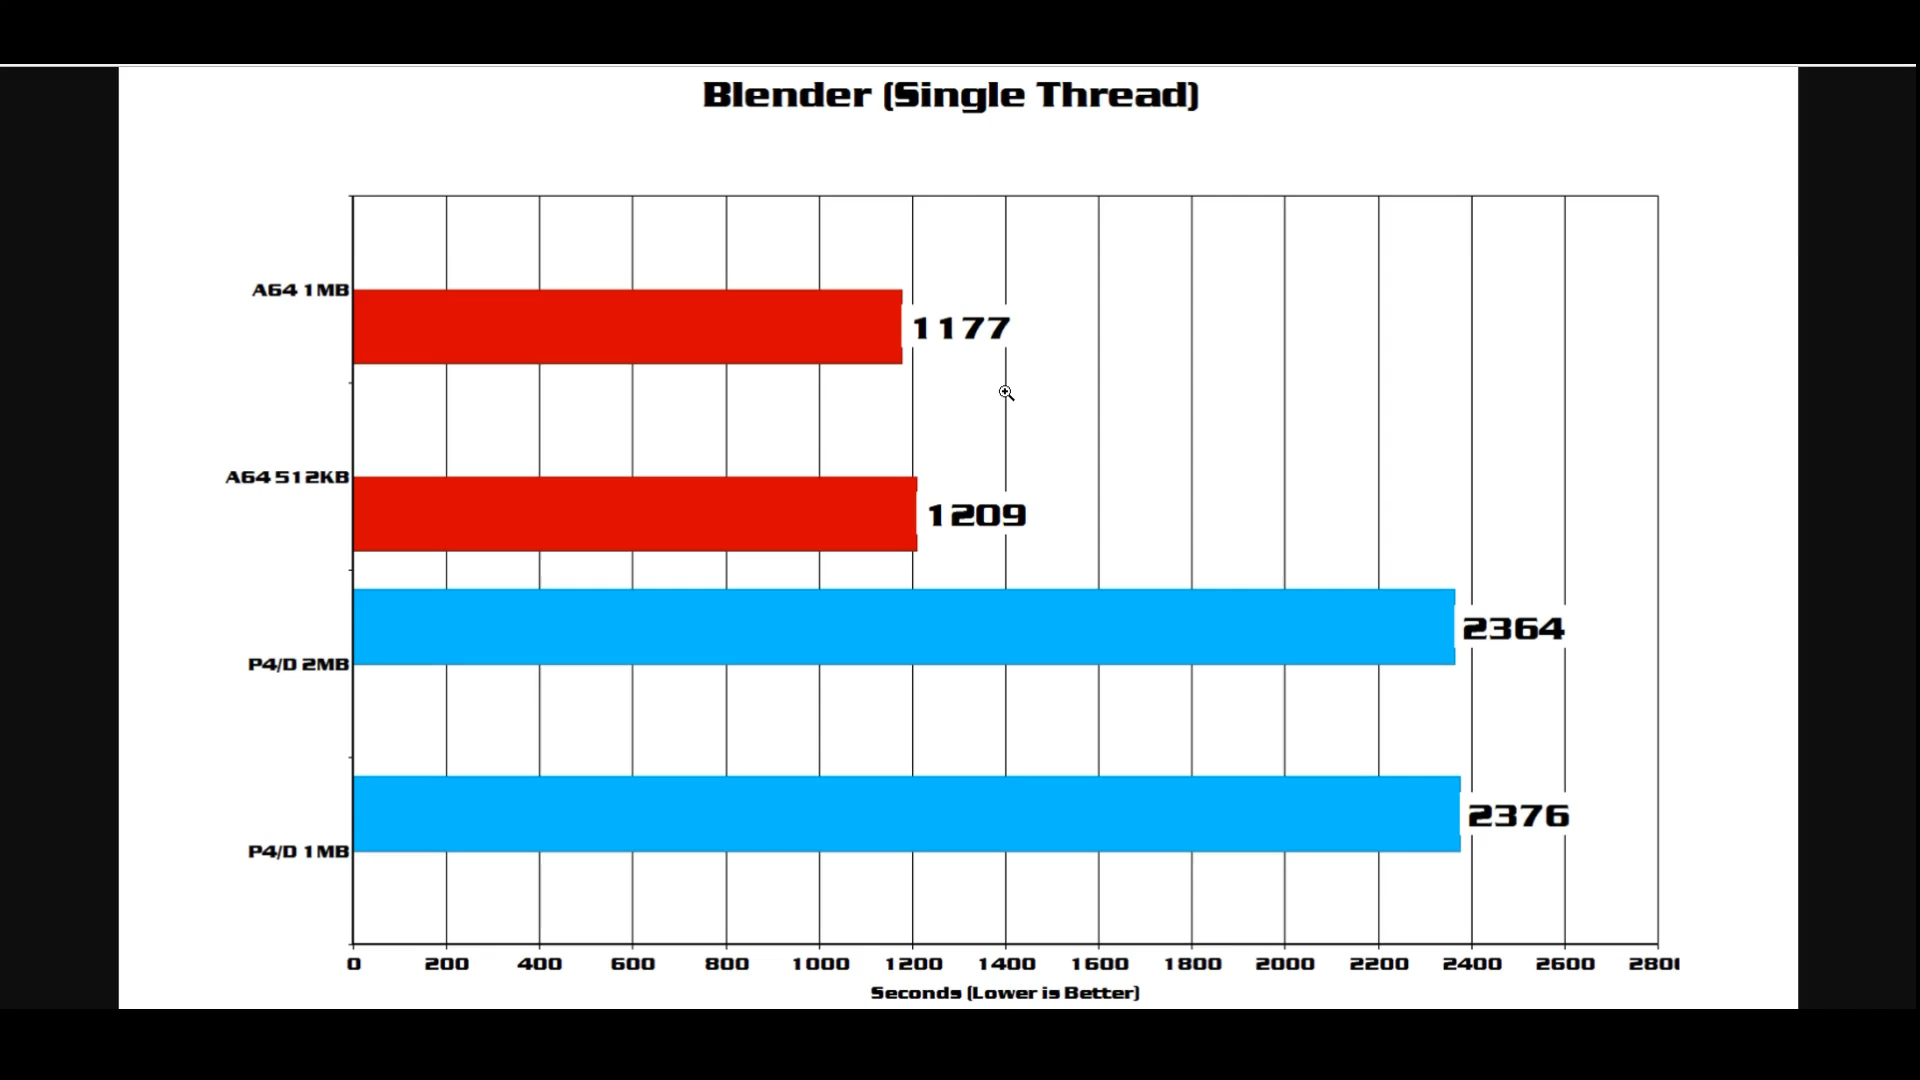 Blender (Single Thread)
A64 1MB
1177
A64 512KB
1209
P4/D 2MB
2364
P4/D 1MB
2376
0 200 400 600 800 1000 1200 1400 1600 1800 2000 2200 2400 2600 280
Seconds (Lower is Better)